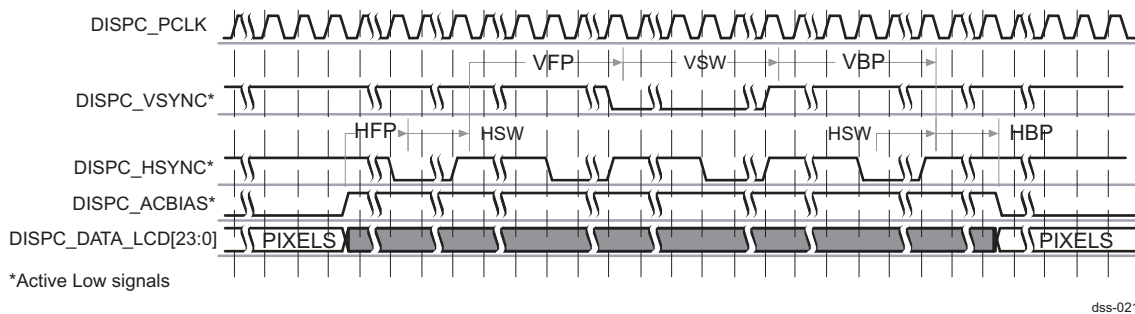 DISPC_PCLK
VFP VSW VBP
DISPC_VSYNC*
HFP HSW HSW HBP
DISPC_HSYNC*
DISPC_ACBIAS*
DISPC_DATA_LCD[23:0] PIXELS PIXELS
*Active Low signals
dss-021